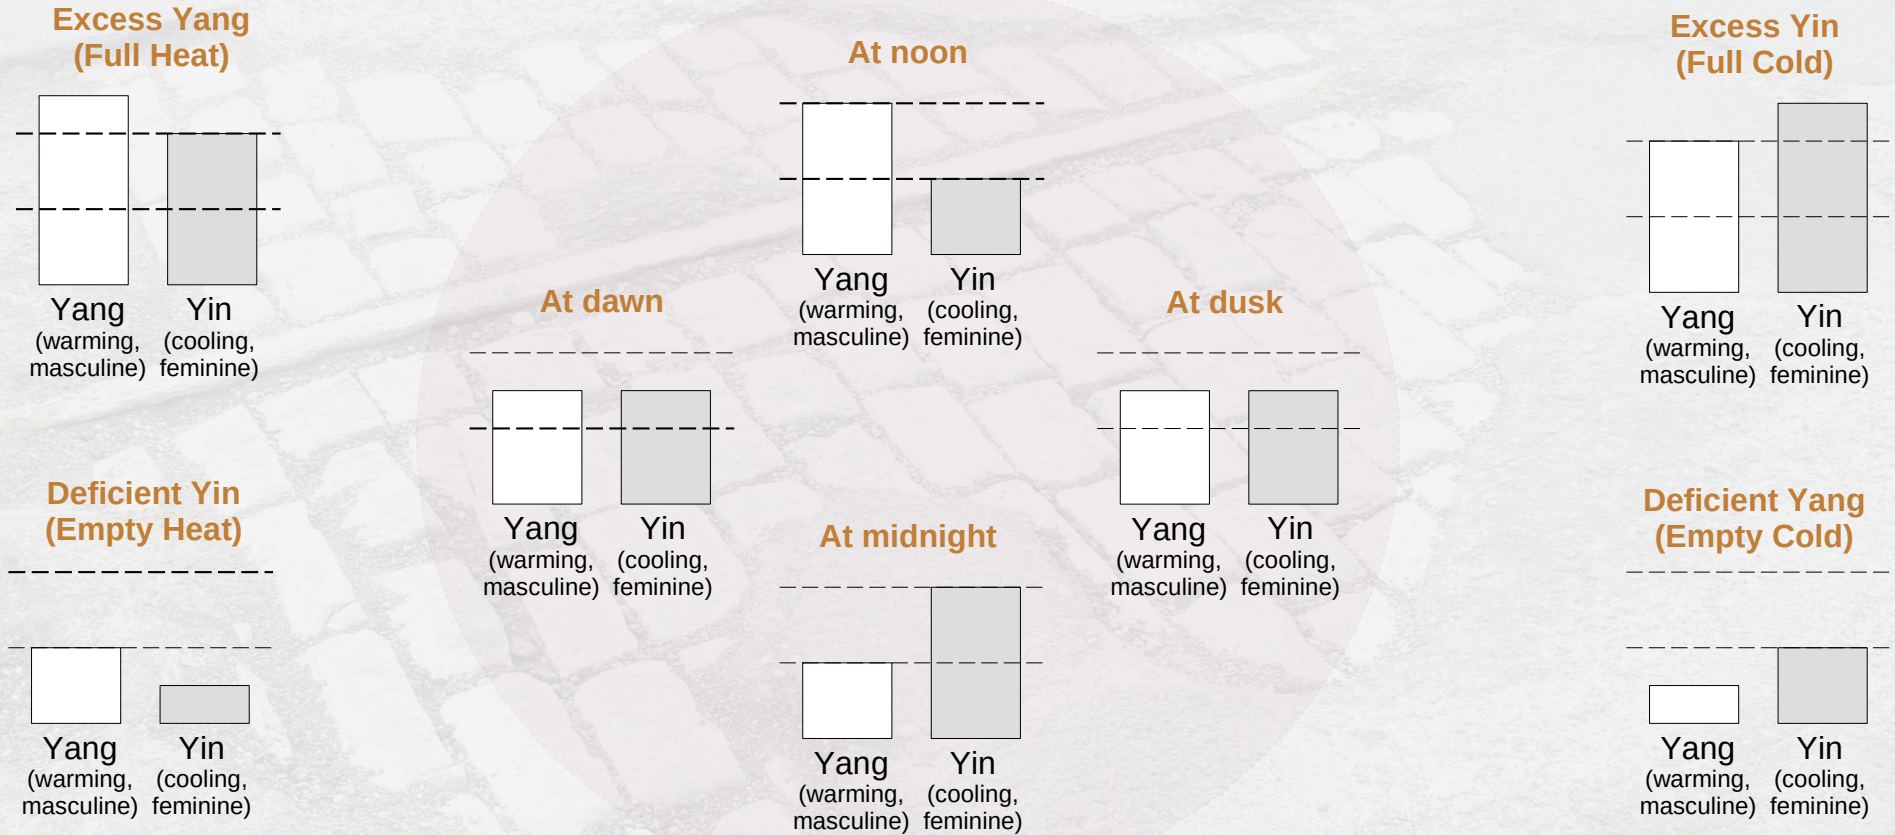 Excess Yang
(Full Heat)
Yang
(warming,
masculine)
Yin
(cooling,
feminine)
At noon
Yang
(warming,
masculine)
Yin
(cooling,
feminine)
Excess Yin
(Full Cold)
Yang
(warming,
masculine)
Yin
(cooling,
feminine)
At dawn
Yang
(warming,
masculine)
Yin
(cooling,
feminine)
At dusk
Yang
(warming,
masculine)
Yin
(cooling,
feminine)
Deficient Yin
(Empty Heat)
Yang
(warming,
masculine)
Yin
(cooling,
feminine)
At midnight
Yang
(warming,
masculine)
Yin
(cooling,
feminine)
Deficient Yang
(Empty Cold)
Yang
(warming,
masculine)
Yin
(cooling,
feminine)